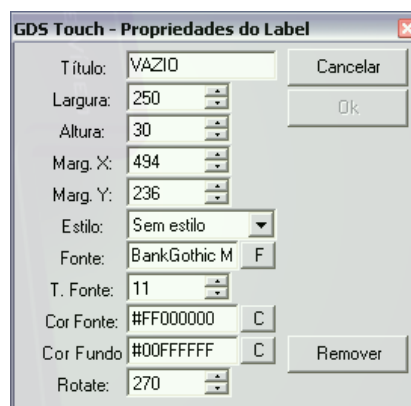 GDS Touch - Propriedades do Label
Título: VAZIO Cancelar
Largura: 250 Ok
Altura: 30
Marg. X: 494
Marg. Y: 236
Estilo: Sem estilo
Fonte: BankGothic M F
T. Fonte: 11
Cor Fonte: #FF000000 C
Cor Fundo #00FFFFFF C Remover
Rotate: 270